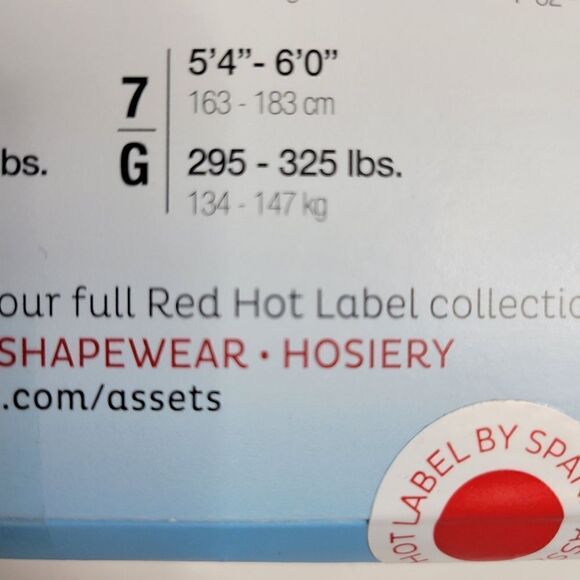 5'4"- 6'0"
7
163 - 183 cm
bs.
G
295 - 325 lbs.
134 - 147 kg
our full Red Hot Label collectio
SHAPEWEAR • HOSIERY
.com/assets
HOT LABEL BY SPAN